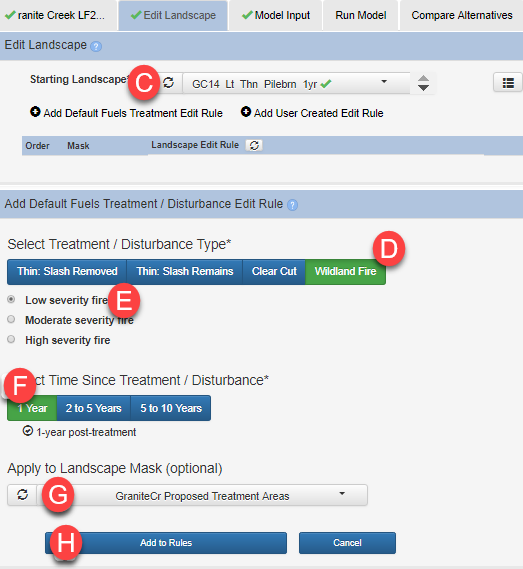 ranite Creek LF2... Edit Landscape Model Input Run Model Compare Alternatives
Edit Landscape ?
Starting Landscape C GC14 Lt Thn Pilebrn 1yr
Add Default Fuels Treatment Edit Rule Add User Created Edit Rule
Order Mask Landscape Edit Rule
Add Default Fuels Treatment / Disturbance Edit Rule ?
Select Treatment / Disturbance Type* D
Thin: Slash Removed Thin: Slash Remains Clear Cut Wildland Fire
Low severity fire E
Moderate severity fire
High severity fire
F ct Time Since Treatment / Disturbance*
1 Year 2 to 5 Years 5 to 10 Years
1-year post-treatment
Apply to Landscape Mask (optional)
G GraniteCr Proposed Treatment Areas
H Add to Rules Cancel